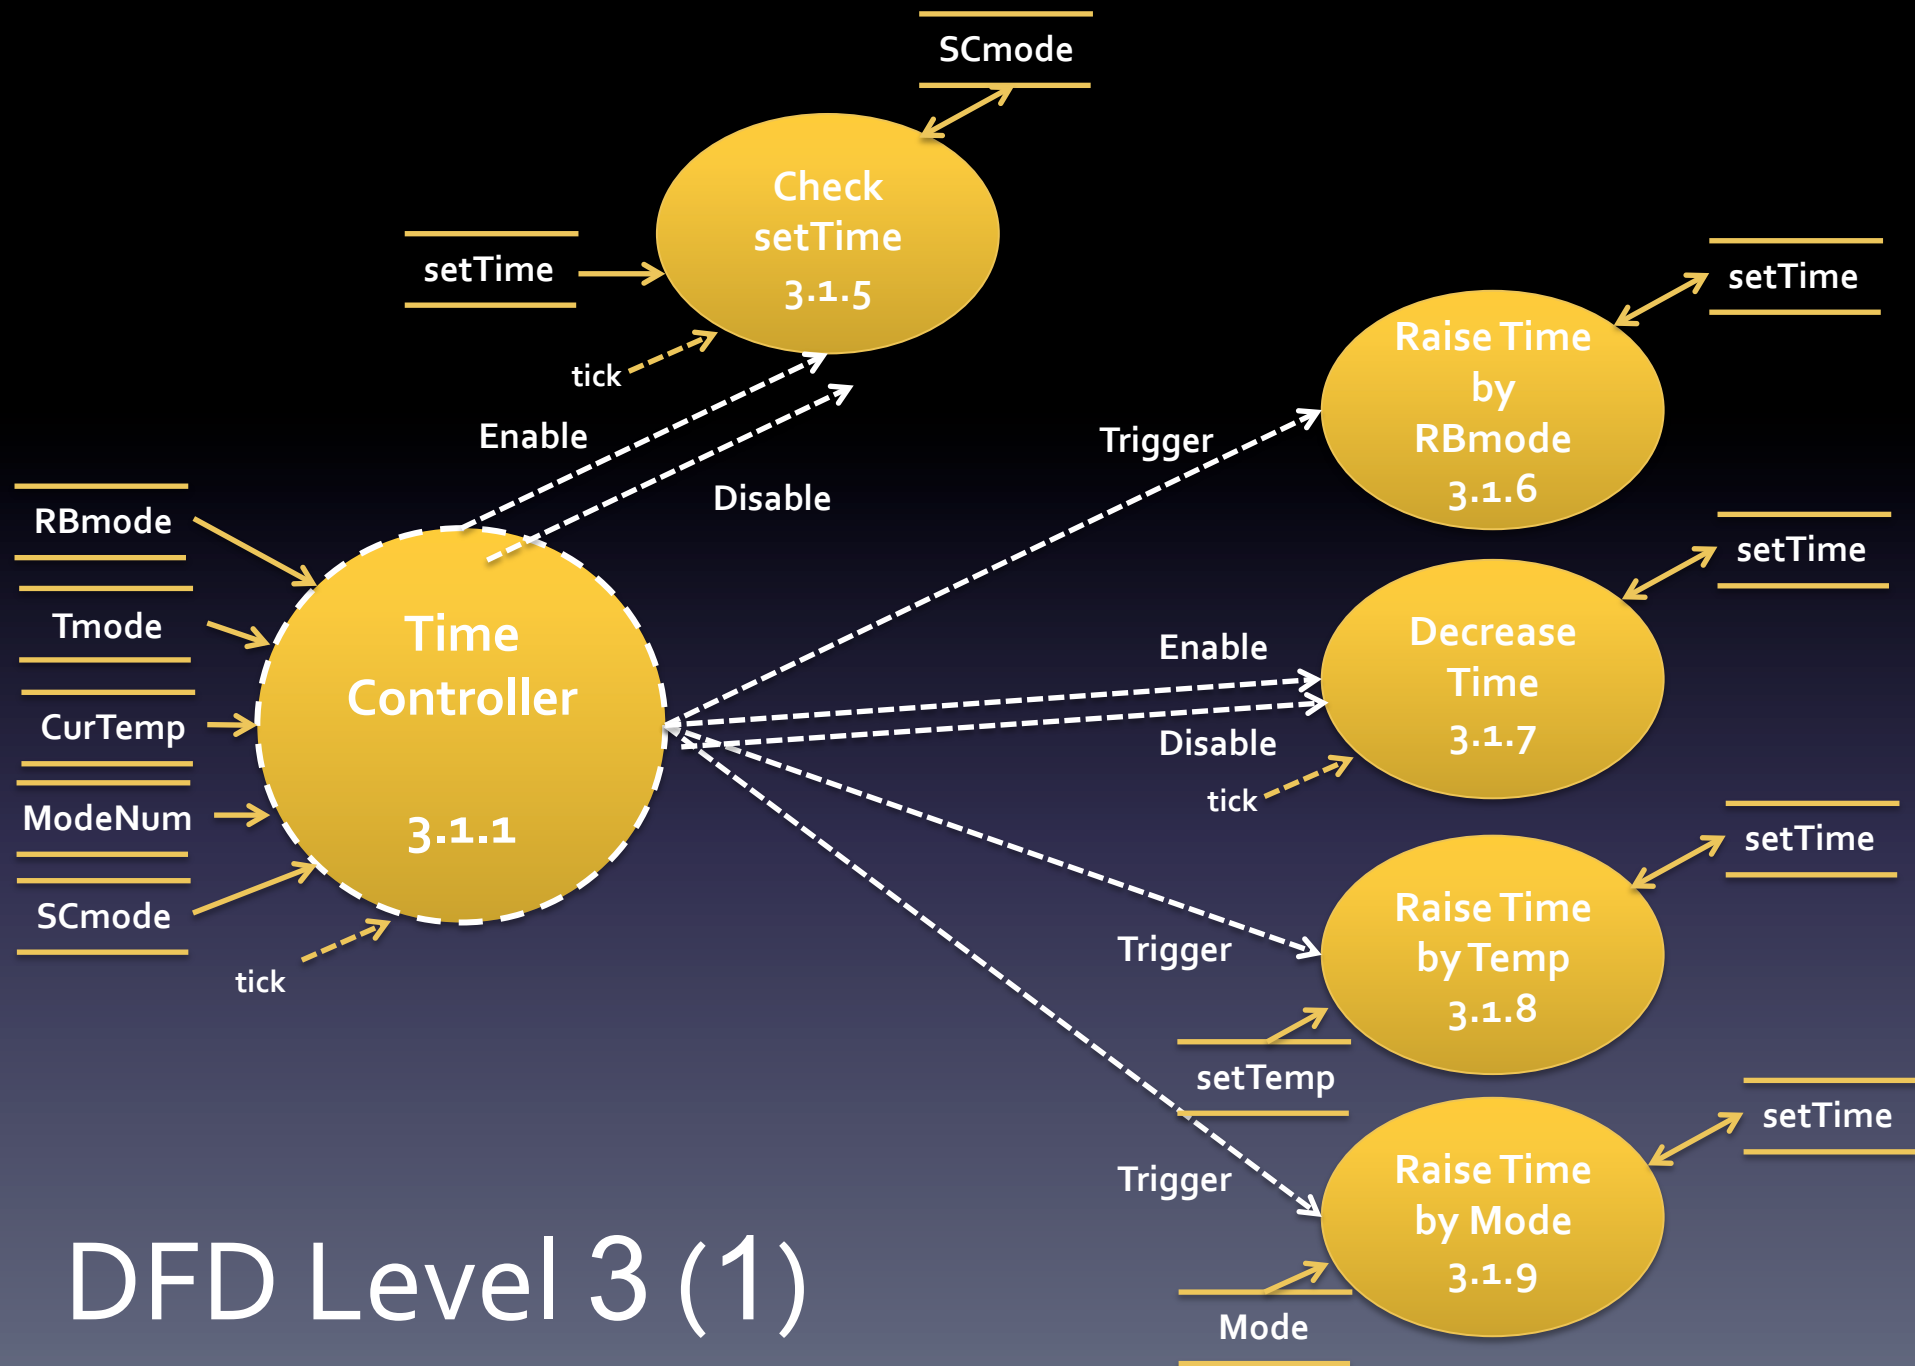 SCmode
Check
setTime
3.1.5
setTime
tick
Enable
Disable
Trigger
Raise Time
by
RBmode
3.1.6
setTime
RBmode
Tmode
CurTemp
ModeNum
SCmode
tick
Time
Controller
3.1.1
Enable
Disable
tick
Decrease
Time
3.1.7
setTime
Trigger
Raise Time
by Temp
3.1.8
setTime
setTemp
Trigger
Raise Time
by Mode
3.1.9
setTime
Mode
DFD Level 3 (1)